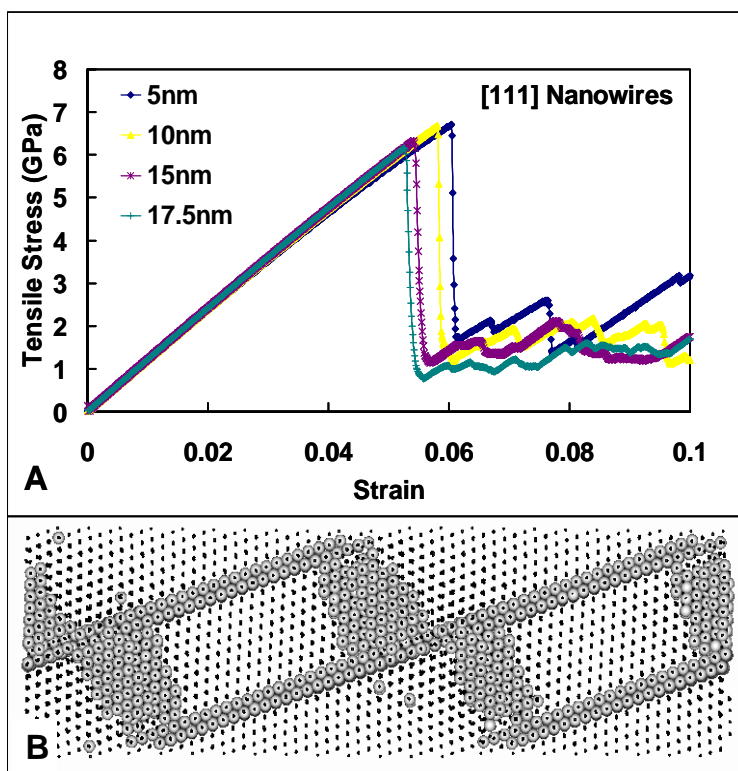 [111] Nanowires
5nm
10nm
15nm
17.5nm
Tensile Stress (GPa)
8
7
6
5
4
3
2
1
0
0 0.02 0.04 0.06 0.08 0.1
Strain
A
B